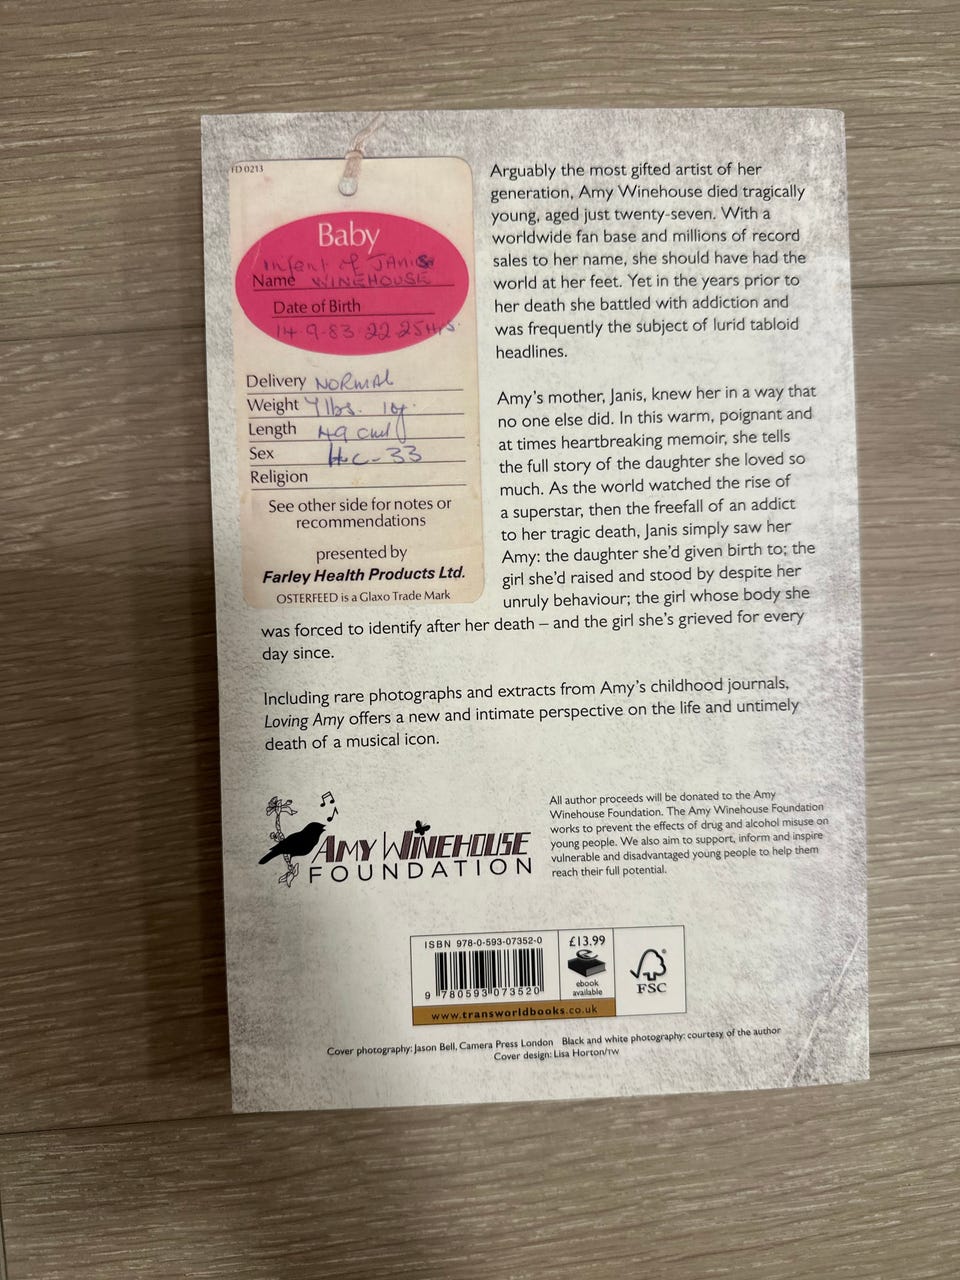 FD 0213
Baby
Infant of JANIS
Name WINEHOUSE
Date of Birth
14-9-83 22.25Hrs.
Delivery NORMAL
Weight 7lbs. 1oz.
Length 49 cms
Sex Hc-33
Religion
See other side for notes or
recommendations
presented by
Farley Health Products Ltd.
OSTERFEED is a Glaxo Trade Mark
Arguably the most gifted artist of her
generation, Amy Winehouse died tragically
young, aged just twenty-seven. With a
worldwide fan base and millions of record
sales to her name, she should have had the
world at her feet. Yet in the years prior to
her death she battled with addiction and
was frequently the subject of lurid tabloid
headlines.
Amy's mother, Janis, knew her in a way that
no one else did. In this warm, poignant and
at times heartbreaking memoir, she tells
the full story of the daughter she loved so
much. As the world watched the rise of
a superstar, then the freefall of an addict
to her tragic death, Janis simply saw her
Amy: the daughter she'd given birth to; the
girl she'd raised and stood by despite her
unruly behaviour; the girl whose body she
was forced to identify after her death – and the girl she's grieved for every
day since.
Including rare photographs and extracts from Amy's childhood journals,
Loving Amy offers a new and intimate perspective on the life and untimely
death of a musical icon.
AMY WINEHOUSE
FOUNDATION
All author proceeds will be donated to the Amy
Winehouse Foundation. The Amy Winehouse Foundation
works to prevent the effects of drug and alcohol misuse on
young people. We also aim to support, inform and inspire
vulnerable and disadvantaged young people to help them
reach their full potential.
ISBN 978-0-593-07352-0
9 780593 073520
£13.99
ebook
available
FSC
www.transworldbooks.co.uk
Cover photography: Jason Bell, Camera Press London Black and white photography: courtesy of the author
Cover design: Lisa Horton/TW